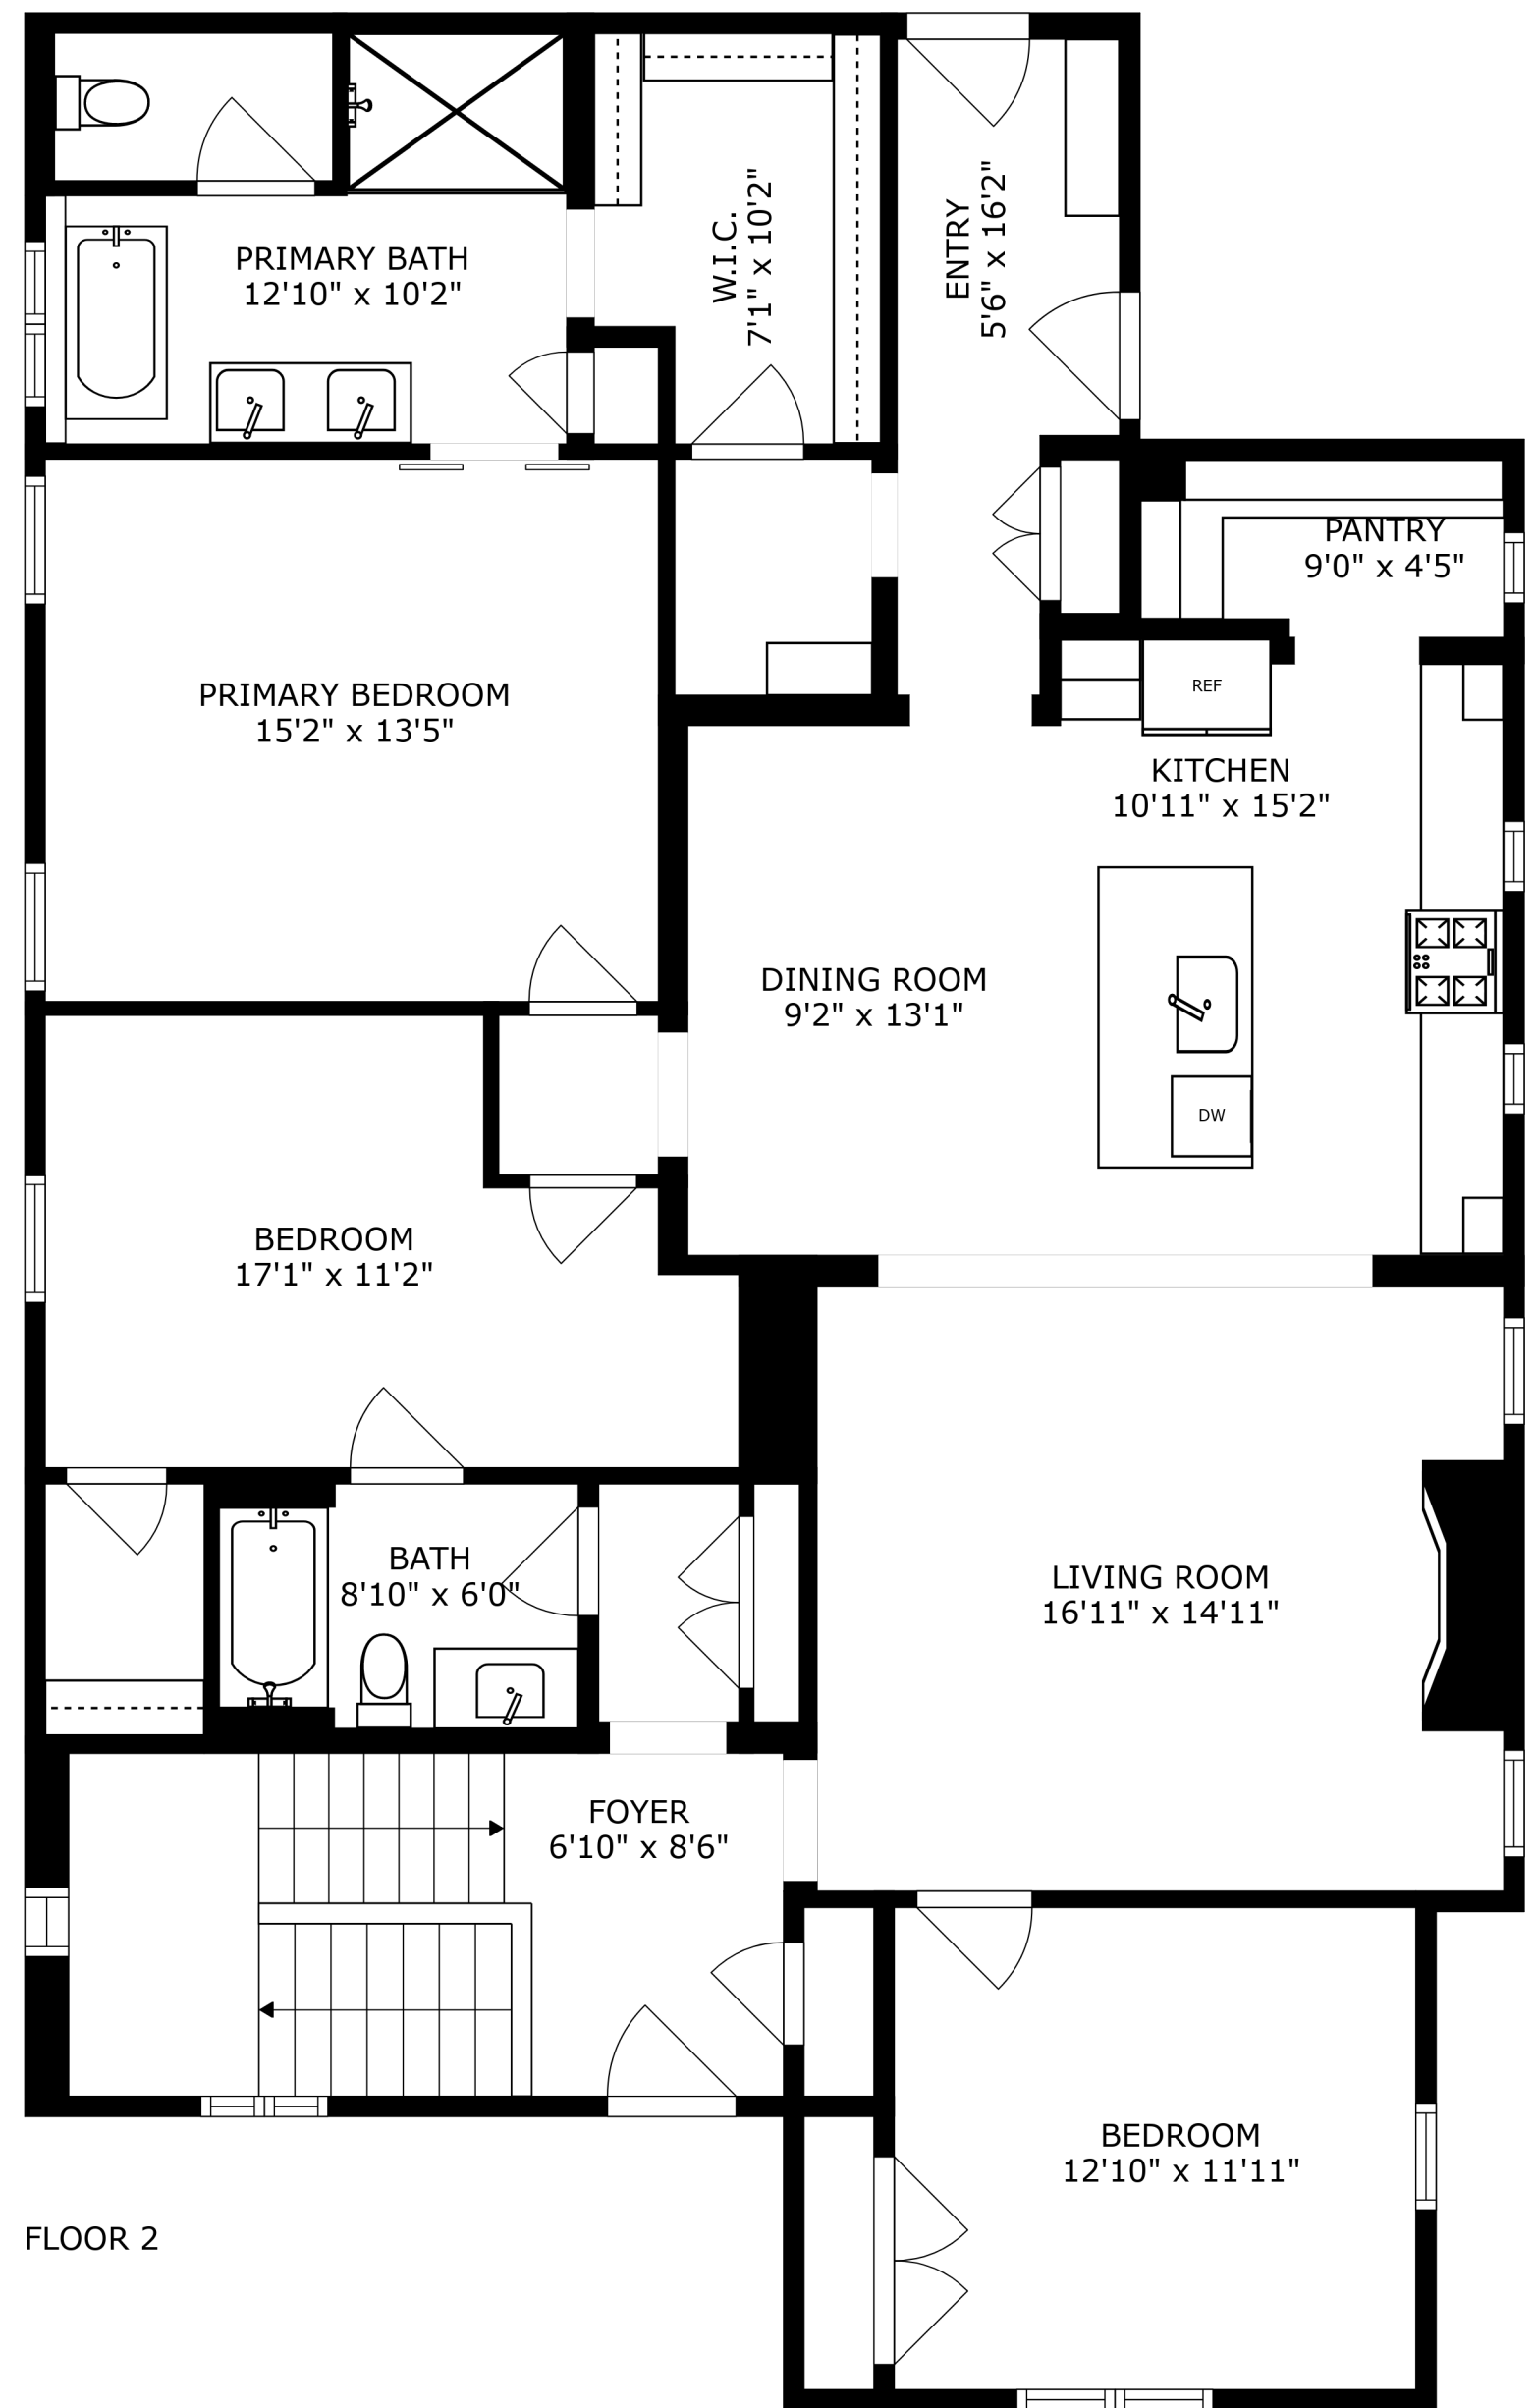 PRIMARY BATH
12'10" x 10'2"
W.I.C.
7'1" x 10'2"
ENTRY
5'6" x 16'2"
PANTRY
9'0" x 4'5"
PRIMARY BEDROOM
15'2" x 13'5"
REF
KITCHEN
10'11" x 15'2"
DINING ROOM
9'2" x 13'1"
DW
BEDROOM
17'1" x 11'2"
BATH
8'10" x 6'0"
LIVING ROOM
16'11" x 14'11"
FOYER
6'10" x 8'6"
BEDROOM
12'10" x 11'11"
FLOOR 2